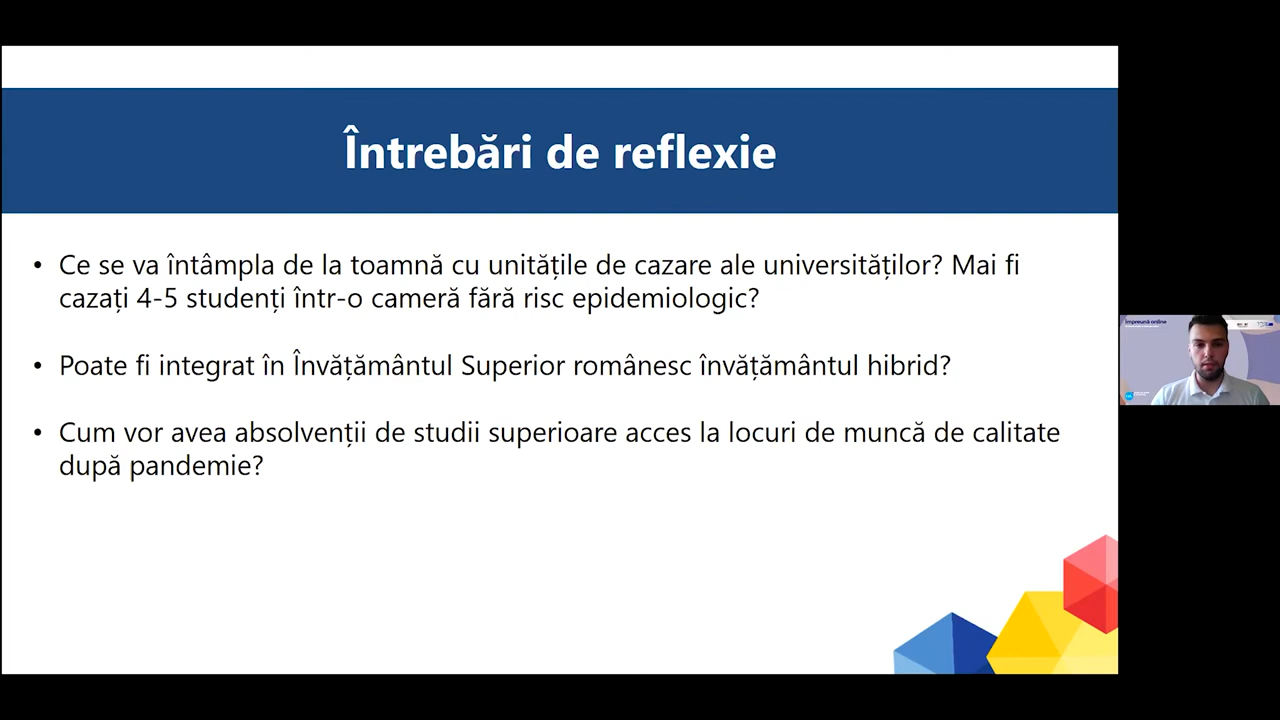 Întrebări de reflexie
• Ce se va întâmpla de la toamnă cu unitățile de cazare ale universităților? Mai fi
cazați 4-5 studenți într-o cameră fără risc epidemiologic?
• Poate fi integrat în Învățământul Superior românesc învățământul hibrid?
• Cum vor avea absolvenții de studii superioare acces la locuri de muncă de calitate
după pandemie?
împreună online